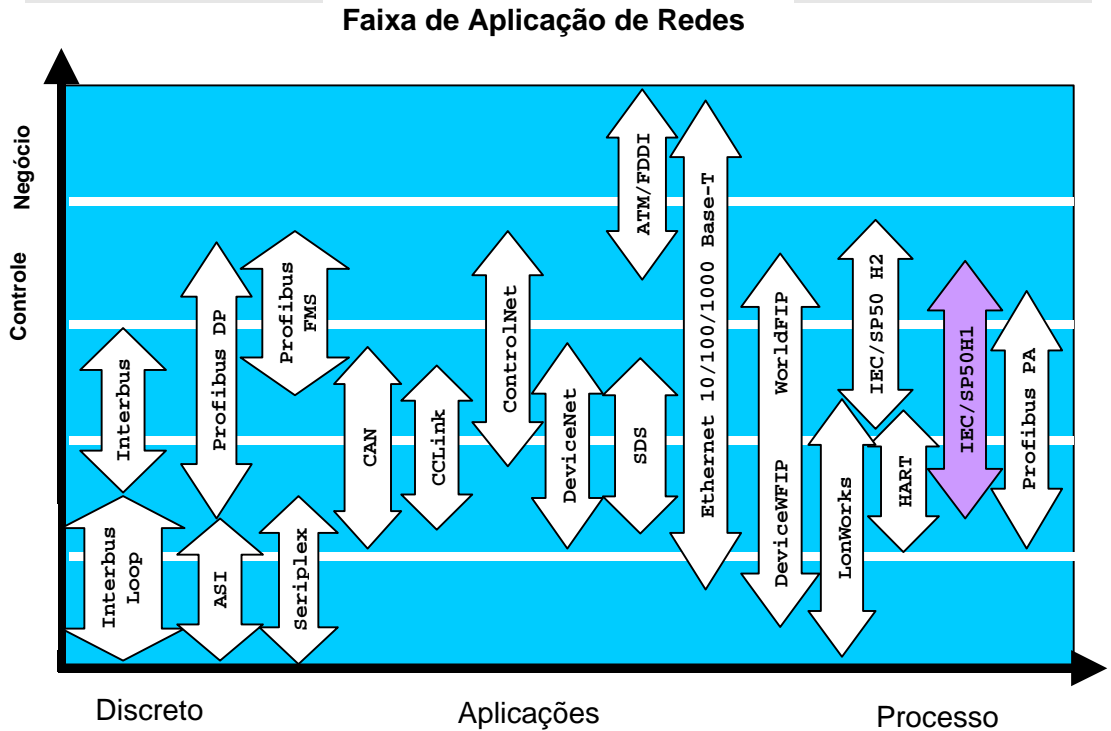 Faixa de Aplicação de Redes
Negócio
Controle
Interbus
Interbus
Loop
Profibus DP
ASI
Profibus
FMS
Seriplex
CAN
CCLink
ControlNet
DeviceNet
SDS
ATM/FDDI
Ethernet 10/100/1000 Base-T
DeviceWFIP WorldFIP
LonWorks
IEC/SP50 H2
HART
IEC/SP50H1
Profibus PA
Discreto
Aplicações
Processo